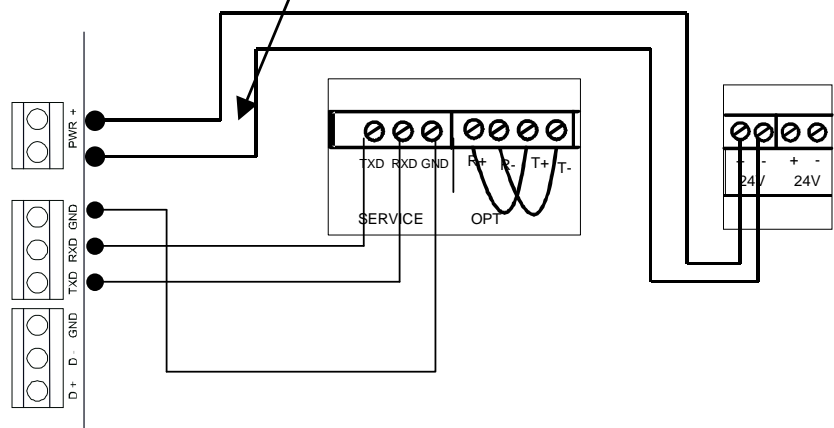 PWR +
GND
RXD
TXD
GND
D -
D +
TXD RXD GND R+ R- T+ T-
SERVICE OPT
+ - + -
24V 24V